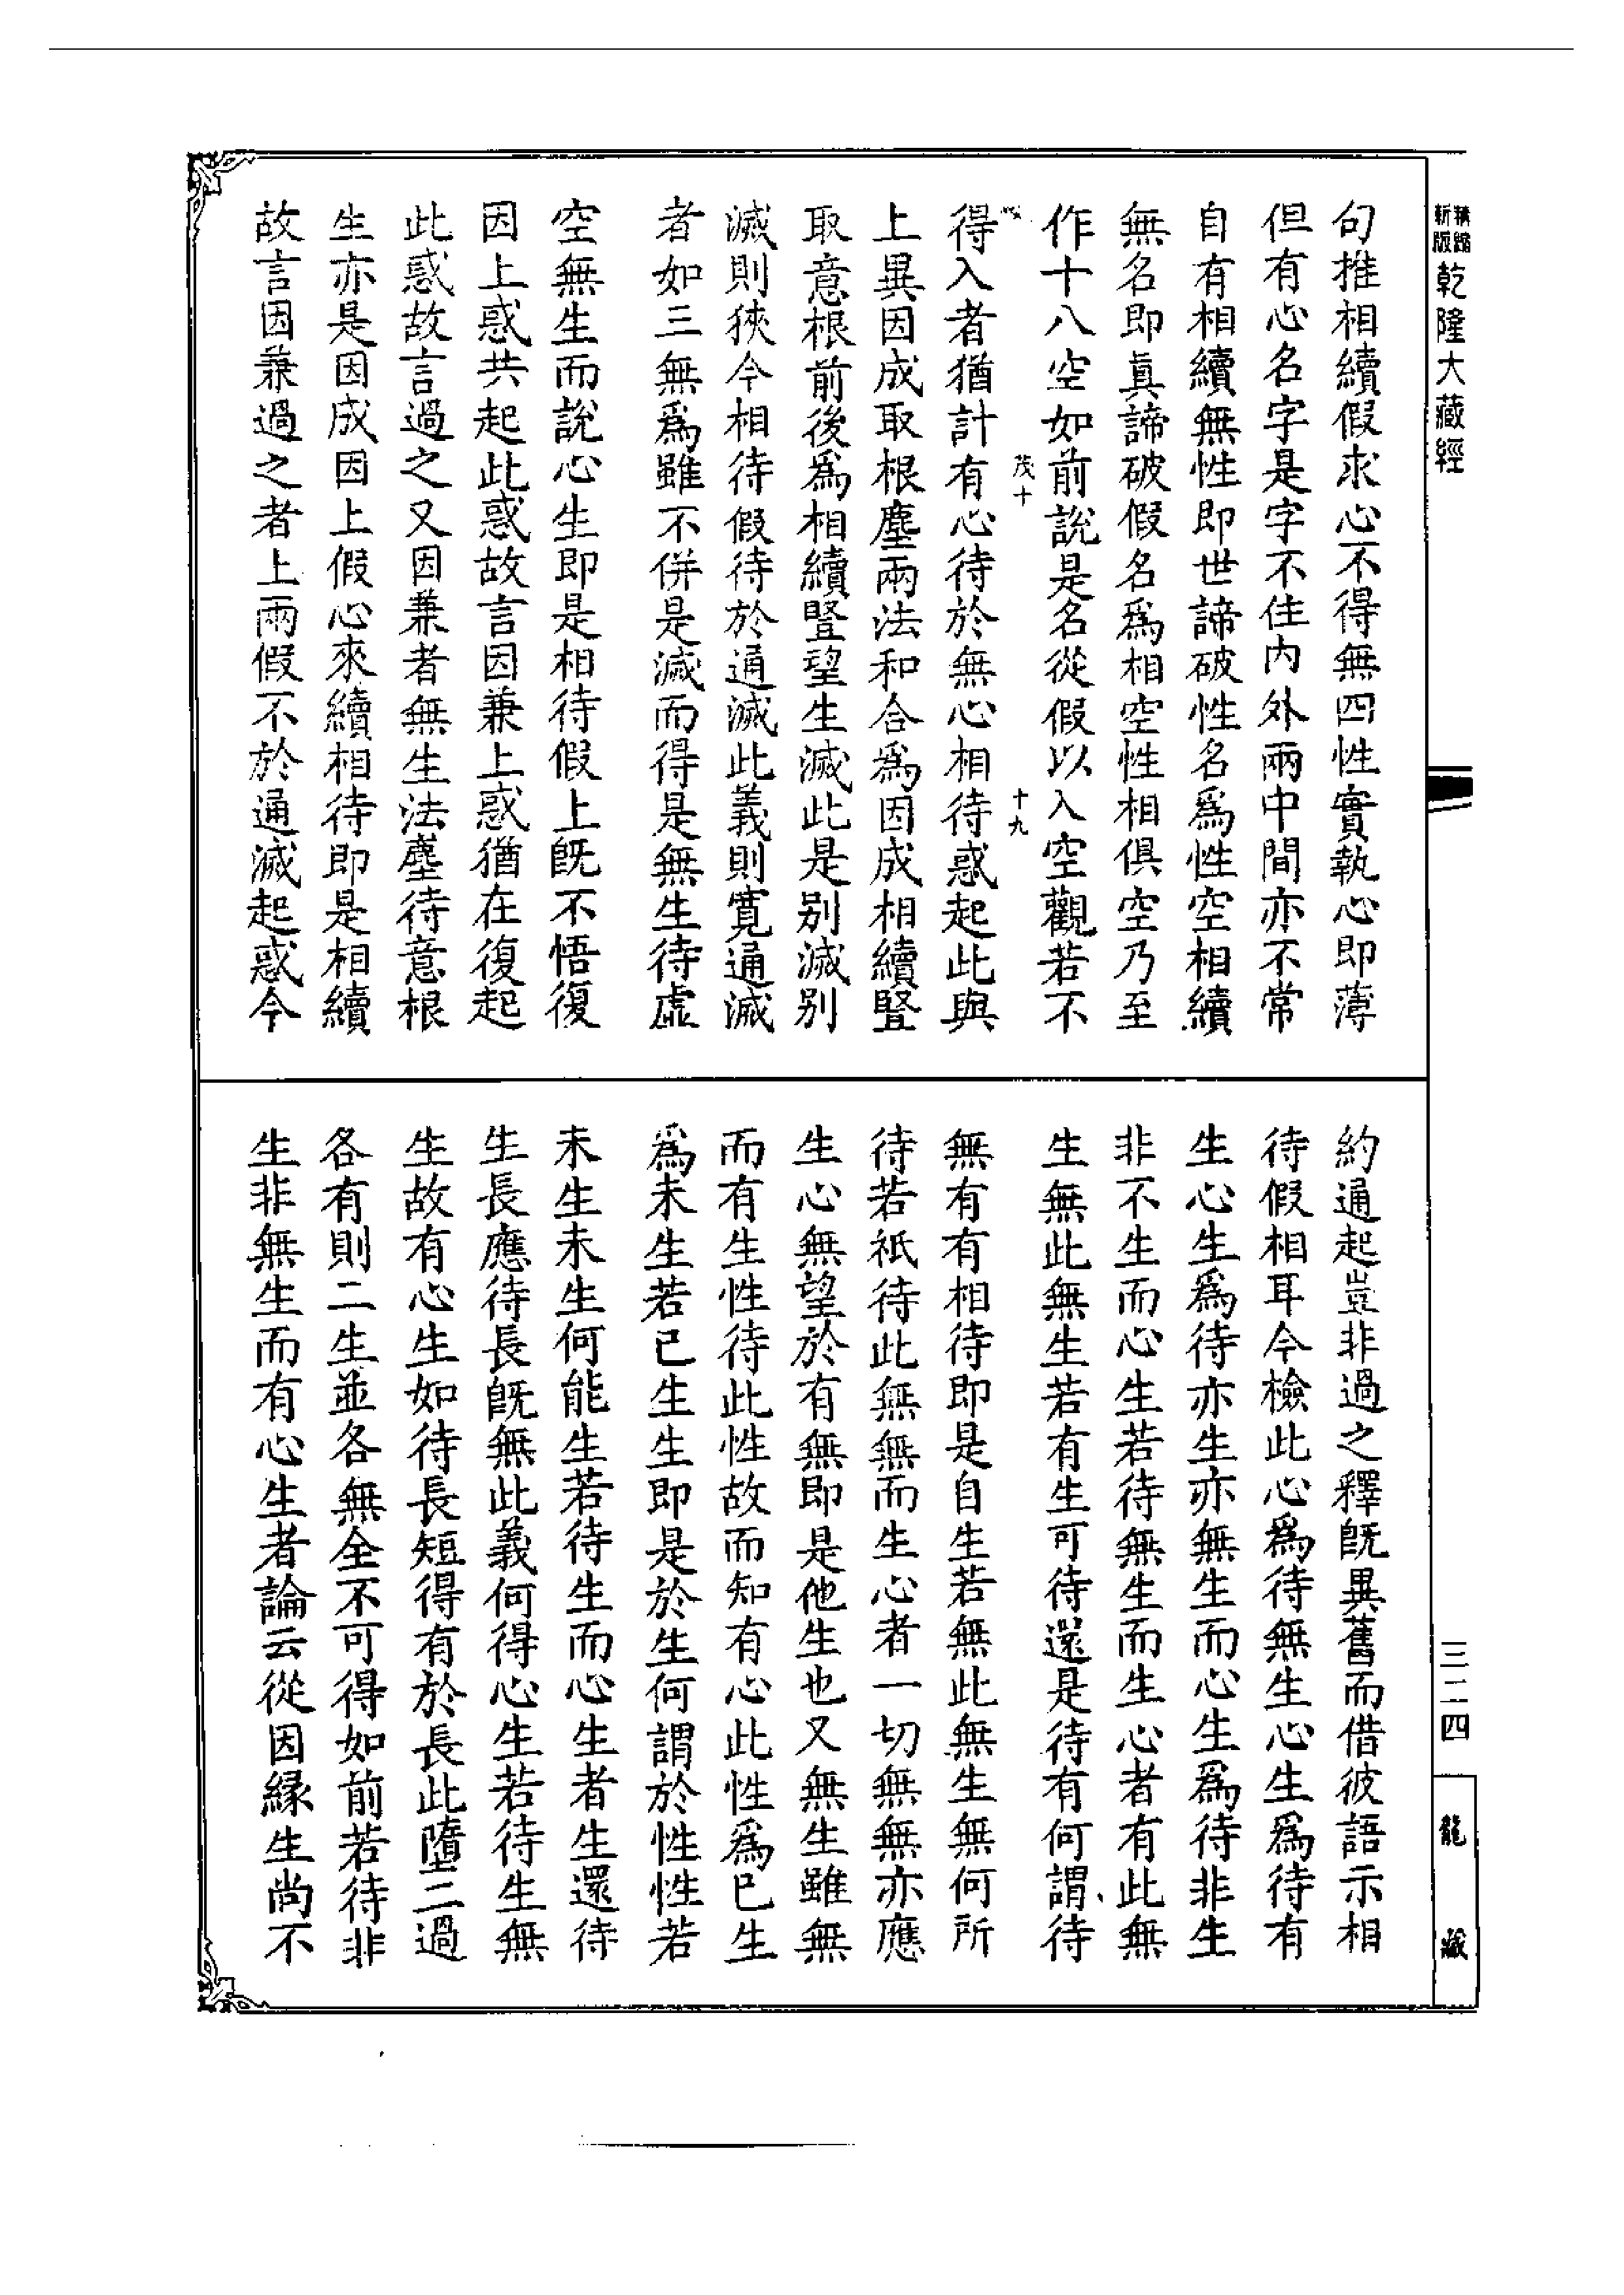 精縮
新版
乾隆大藏經
句推相續假求心不得無四性實執心即薄
但有心名字是字不住內外兩中間亦不常
自有相續無性即世諦破性名爲性空相續
無名即眞諦破假名爲相空性相俱空乃至
作十八空如前說是名從假以入空觀若不
茂十
十九
得入者猶計有心待於無心相待惑起此與
上異因成取根塵兩法和合爲因成相續豎
取意根前後爲相續豎望生滅此是別滅別
滅則狹今相待假待於通滅此義則寬通滅
者如三無爲雖不併是滅而得是無生待虛
空無生而說心生即是相待假上旣不悟復
因上惑共起此惑故言因兼上惑猶在復起
此惑故言過之又因兼者無生法塵待意根
生亦是因成因上假心來續相待即是相續
故言因兼過之者上兩假不於通滅起惑今
約通起豈非過之釋旣異舊而借彼語示相
待假相耳今檢此心爲待無生心生爲待有
生心生爲待亦生亦無生而心生爲待非生
非不生而心生若待無生而生心者有此無
生無此無生若有生可待還是待有何謂待
無有有相待即是自生若無此無生無何所
待若祇待此無無而生心者一切無無亦應
生心無望於有無即是他生也又無生雖無
而有生性待此性故而知有心此性爲已生
爲未生若已生生即是於生何謂於性性若
未生未生何能生若待生而心生者生還待
生長應待長旣無此義何得心生若待生無
生故有心生如待長短得有於長此墮二過
各有則二生並各無全不可得如前若待非
生非無生而有心生者論云從因緣生尚不
三二四
龍藏